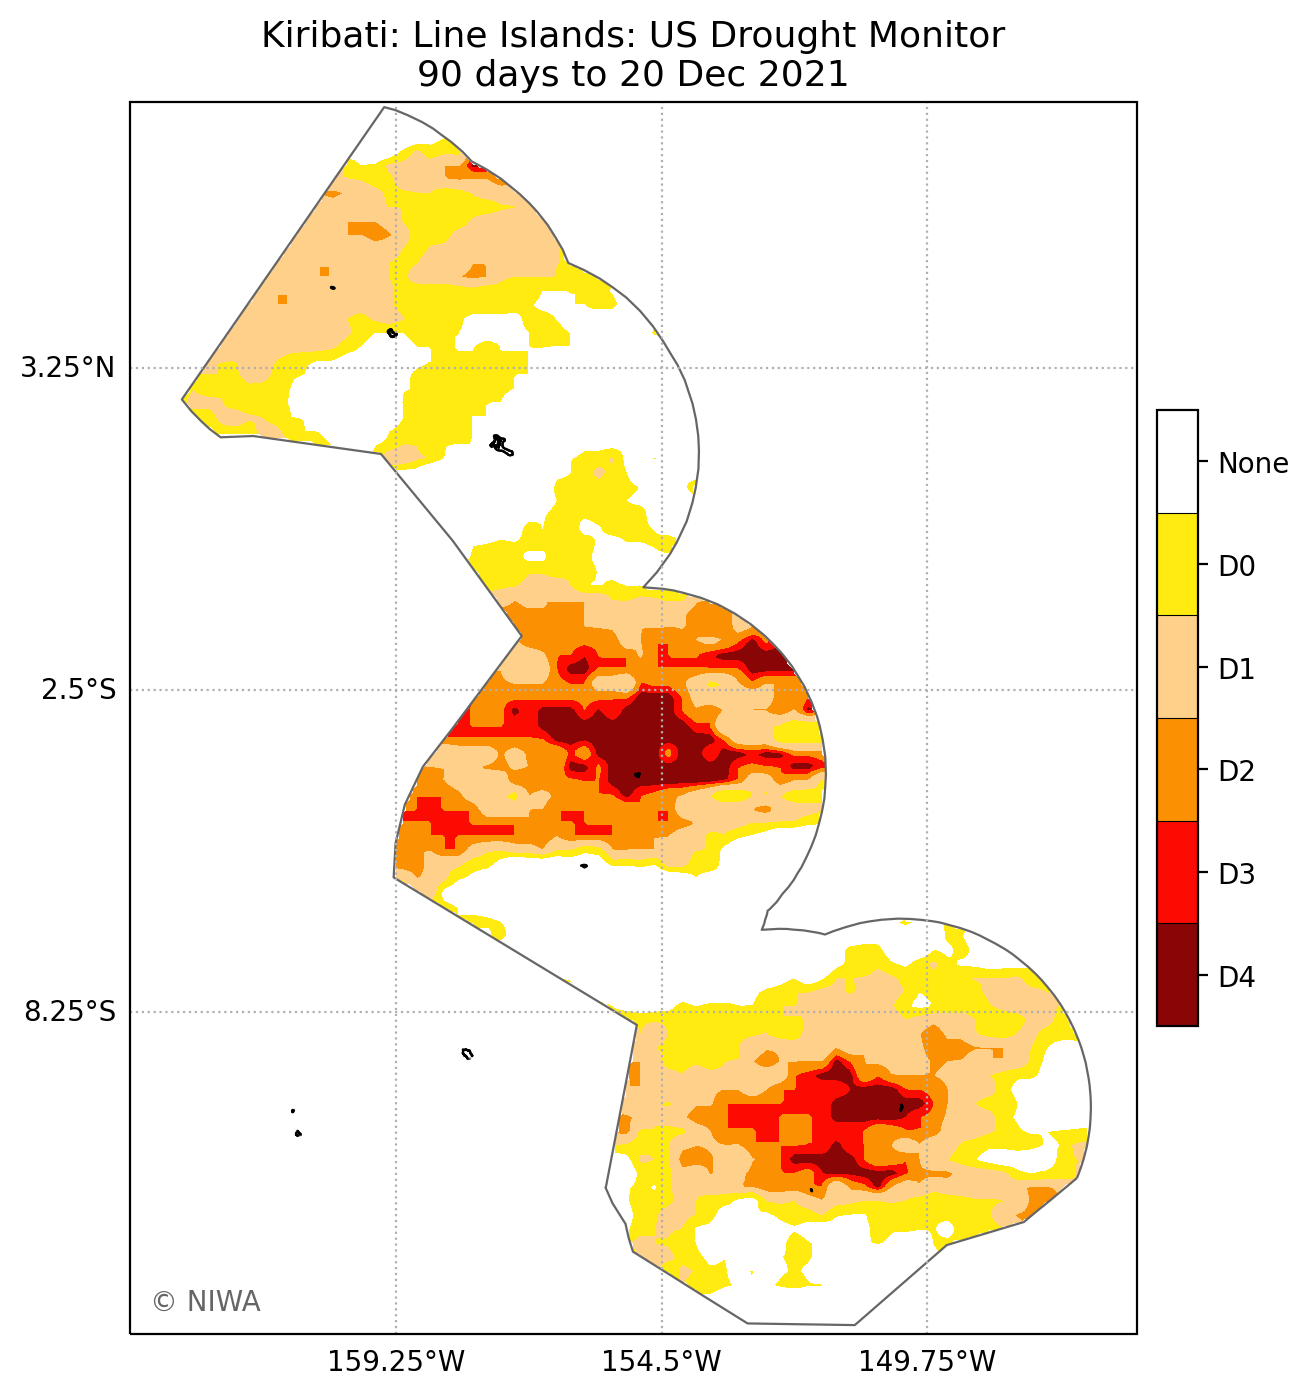 Kiribati: Line Islands: US Drought Monitor
90 days to 20 Dec 2021
3.25°N
2.5°S
8.25°S
159.25°W
154.5°W
149.75°W
None
D0
D1
D2
D3
D4
© NIWA